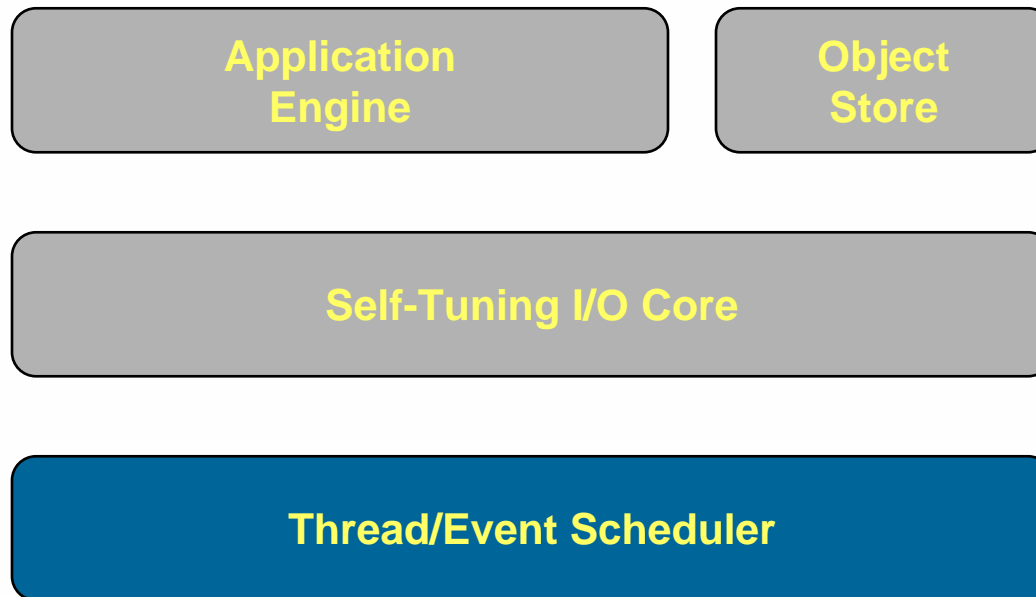 Application
Engine
Object
Store
Self-Tuning I/O Core
Thread/Event Scheduler